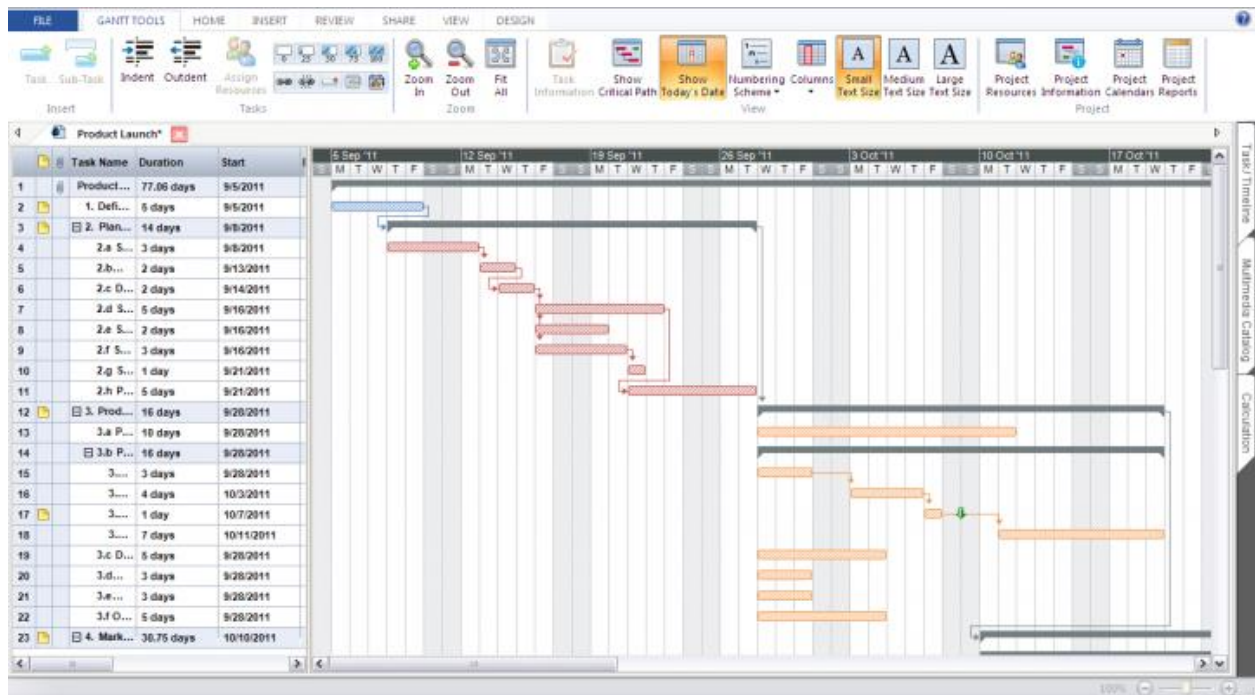 FILE GANTT TOOLS HOME INSERT REVIEW SHARE VIEW DESIGN
0 25 50 75 100
Task Sub-Task Indent Outdent Assign Resources Zoom In Zoom Out Fit All Task Information Show Critical Path Show Today's Date Numbering Scheme Columns Small Text Size Medium Text Size Large Text Size Project Resources Project Information Project Calendars Project Reports
Insert Tasks Zoom View Project
Product Launch*
Task Name Duration Start
5 Sep '11 12 Sep '11 19 Sep '11 26 Sep '11 3 Oct '11 10 Oct '11 17 Oct '11
S M T W T F S S M T W T F S S M T W T F S S M T W T F S S M T W T F S S M T W T F S S M T W T F S
1 Product... 77.06 days 9/5/2011
2 1. Defi... 5 days 9/5/2011
3 2. Plan... 14 days 9/8/2011
4 2.a S... 3 days 9/8/2011
5 2.b... 2 days 9/13/2011
6 2.c D... 2 days 9/14/2011
7 2.d S... 5 days 9/16/2011
8 2.e S... 2 days 9/16/2011
9 2.f S... 3 days 9/16/2011
10 2.g S... 1 day 9/21/2011
11 2.h P... 5 days 9/21/2011
12 3. Prod... 16 days 9/28/2011
13 3.a P... 10 days 9/28/2011
14 3.b P... 16 days 9/28/2011
15 3.... 3 days 9/28/2011
16 3.... 4 days 10/3/2011
17 3.... 1 day 10/7/2011
18 3.... 7 days 10/11/2011
19 3.c D... 5 days 9/28/2011
20 3.d... 3 days 9/28/2011
21 3.e... 3 days 9/28/2011
22 3.f O... 5 days 9/28/2011
23 4. Mark... 30.75 days 10/10/2011
Task/ Timeline
Multimedia Catalog
Calculation
100%